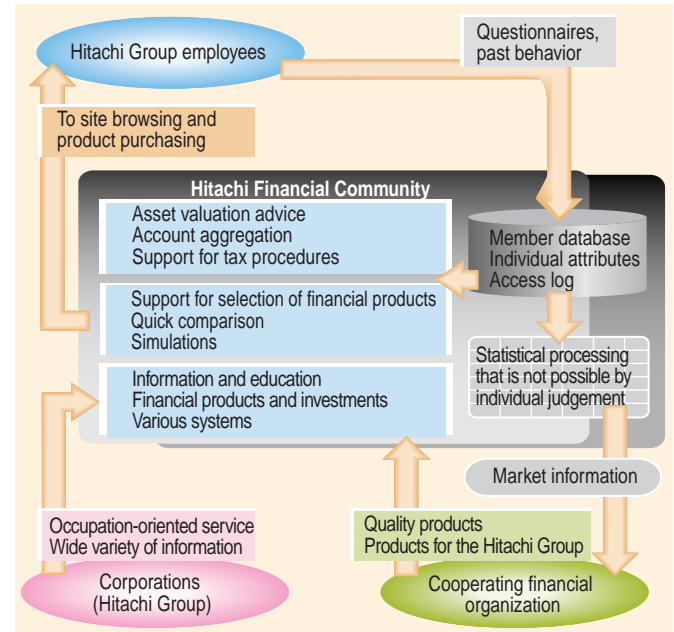 Hitachi Group employees
Questionnaires,
past behavior
To site browsing and
product purchasing
Hitachi Financial Community
Asset valuation advice
Account aggregation
Support for tax procedures
Member database
Individual attributes
Access log
Support for selection of financial products
Quick comparison
Simulations
Statistical processing
that is not possible by
individual judgement
Information and education
Financial products and investments
Various systems
Market information
Occupation-oriented service
Wide variety of information
Quality products
Products for the Hitachi Group
Corporations
(Hitachi Group)
Cooperating financial
organization